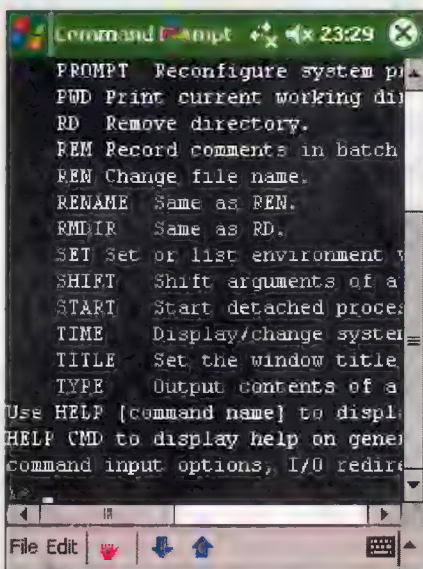 Command Prompt 23:29
PROMPT Reconfigure system p
PWD Print current working di
RD Remove directory.
REM Record comments in batch
REN Change file name.
RENAME Same as REN.
RMDIR Same as RD.
SET Set or list environment v
SHIFT Shift arguments of a
START Start detached proces
TIME Display/change system
TITLE Set the window title
TYPE Output contents of a
Use HELP [command name] to displ
HELP CMD to display help on gener
command input options, I/O redire
\>
File Edit